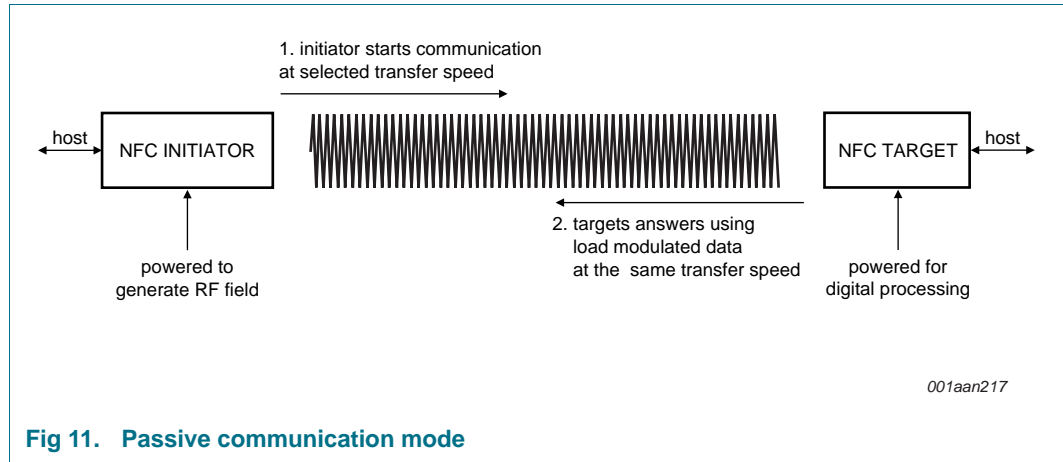 1. initiator starts communication
at selected transfer speed
host
NFC INITIATOR
NFC TARGET
host
2. targets answers using
load modulated data
at the same transfer speed
powered to
generate RF field
powered for
digital processing
001aan217
Fig 11. Passive communication mode